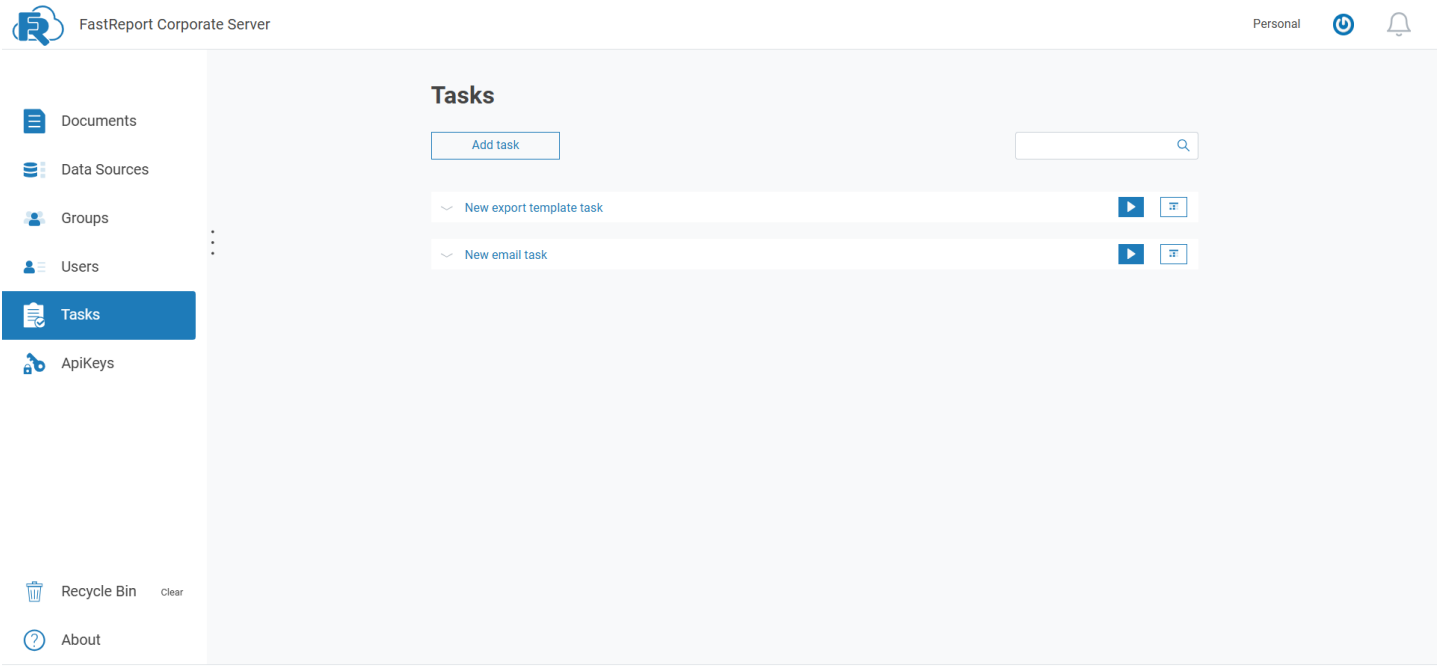 FastReport Corporate Server
Personal
Documents
Data Sources
Groups
Users
Tasks
ApiKeys
Recycle Bin Clear
About
Tasks
Add task
New export template task
New email task